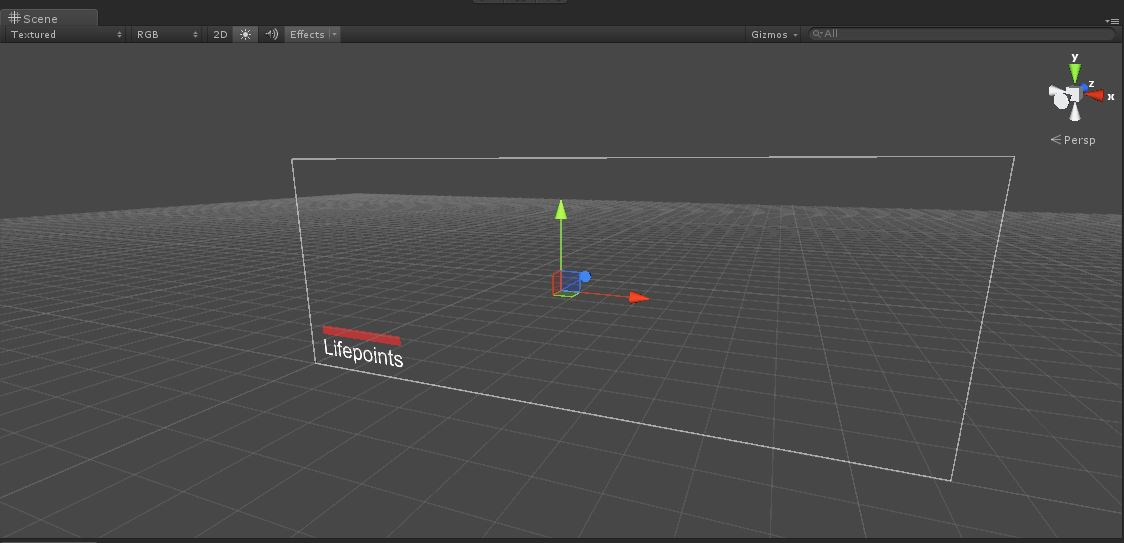 Scene
Textured RGB 2D Effects Gizmos All
y
z
x
Persp
Lifepoints